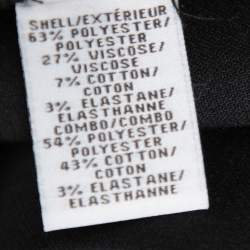 SHELL/EXTÉRIEUR
63% POLYESTER/
POLYESTER
27% VISCOSE/
VISCOSE
7% COTTON/
COTON
3% ELASTANE/
ELASTHANNE
COMBO/COMBO
54% POLYESTER/
POLYESTER
43% COTTON/
COTON
3% ELASTANE/
ELASTHANNE